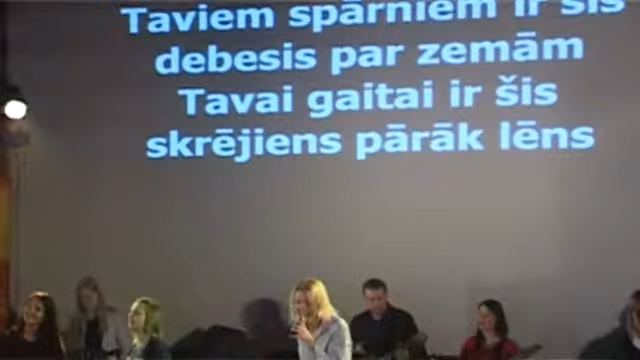 Taviem spārniem ir šis
debesis par zemām
Tavai gaitai ir šis
skrējiens pārāk lēns